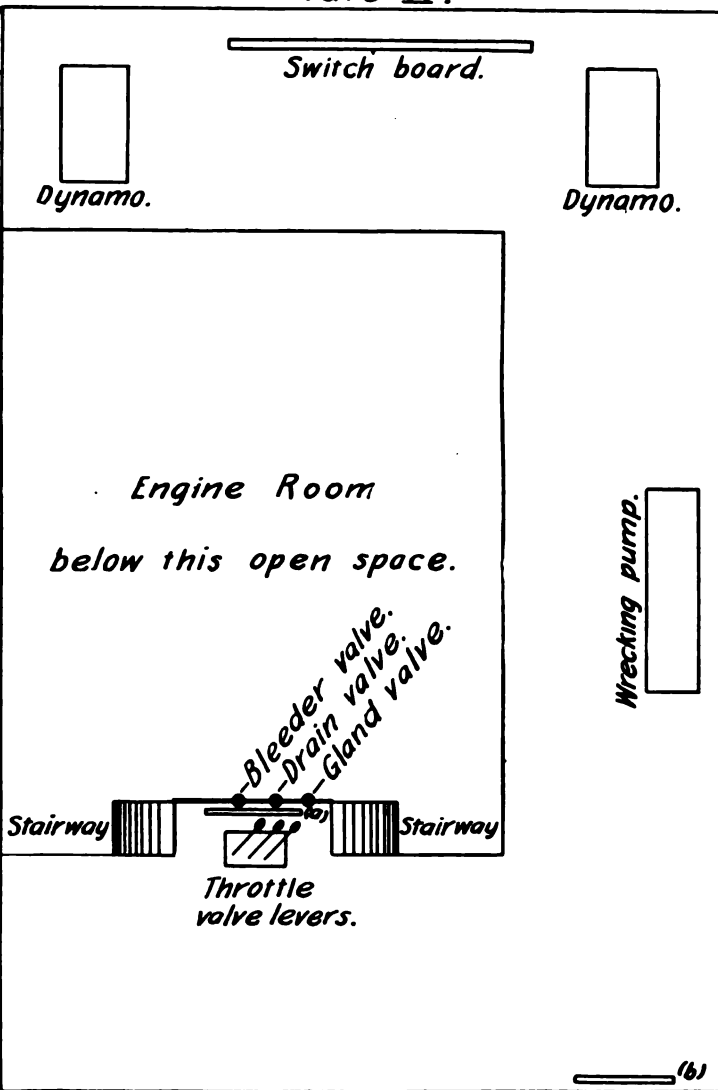 Switch board.
Dynamo.
Dynamo.
Engine Room
below this open space.
Wrecking pump.
Bleeder valve.
Drain valve.
Gland valve.
(a)
Stairway
Stairway
Throttle
valve levers.
(b)